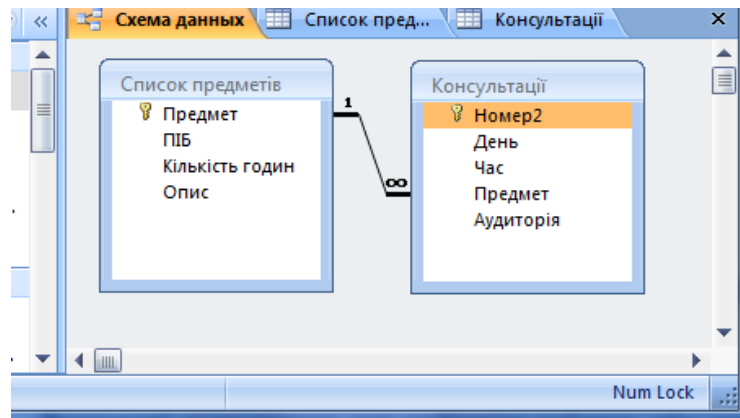 « Схема данных Список пред... Консультації ×
Список предметів
Предмет
ПІБ
Кількість годин
Опис
1
∞
Консультації
Номер2
День
Час
Предмет
Аудиторія
Num Lock